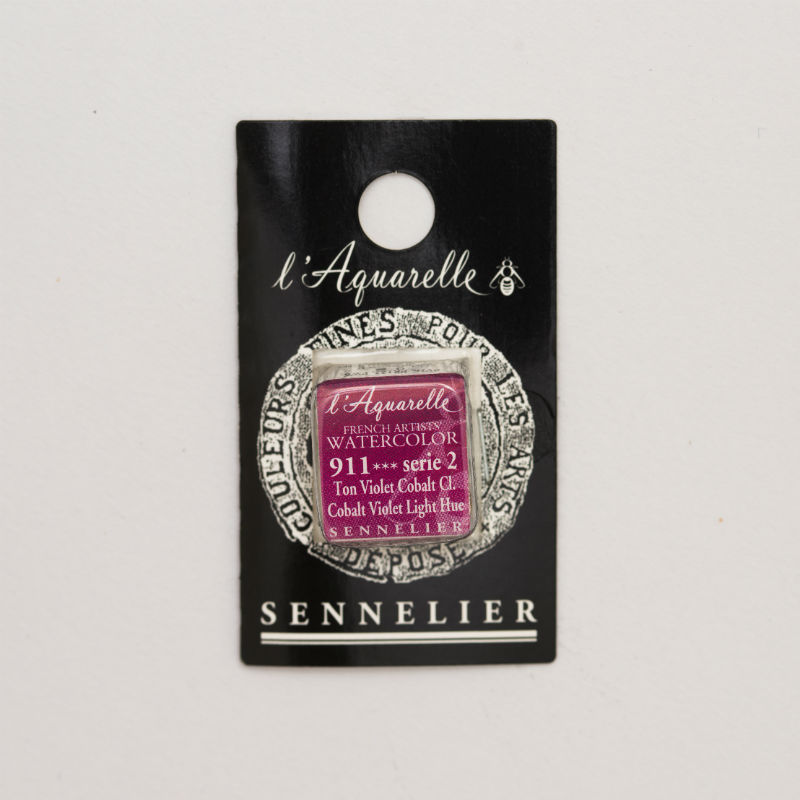 l'Aquarelle
COULEURS FINES POUR LES ARTS
l'Aquarelle
FRENCH ARTISTS'
WATERCOLOR
911*** serie 2
Ton Violet Cobalt Cl.
Cobalt Violet Light Hue
SENNELIER
DÉPOSÉ
SENNELIER